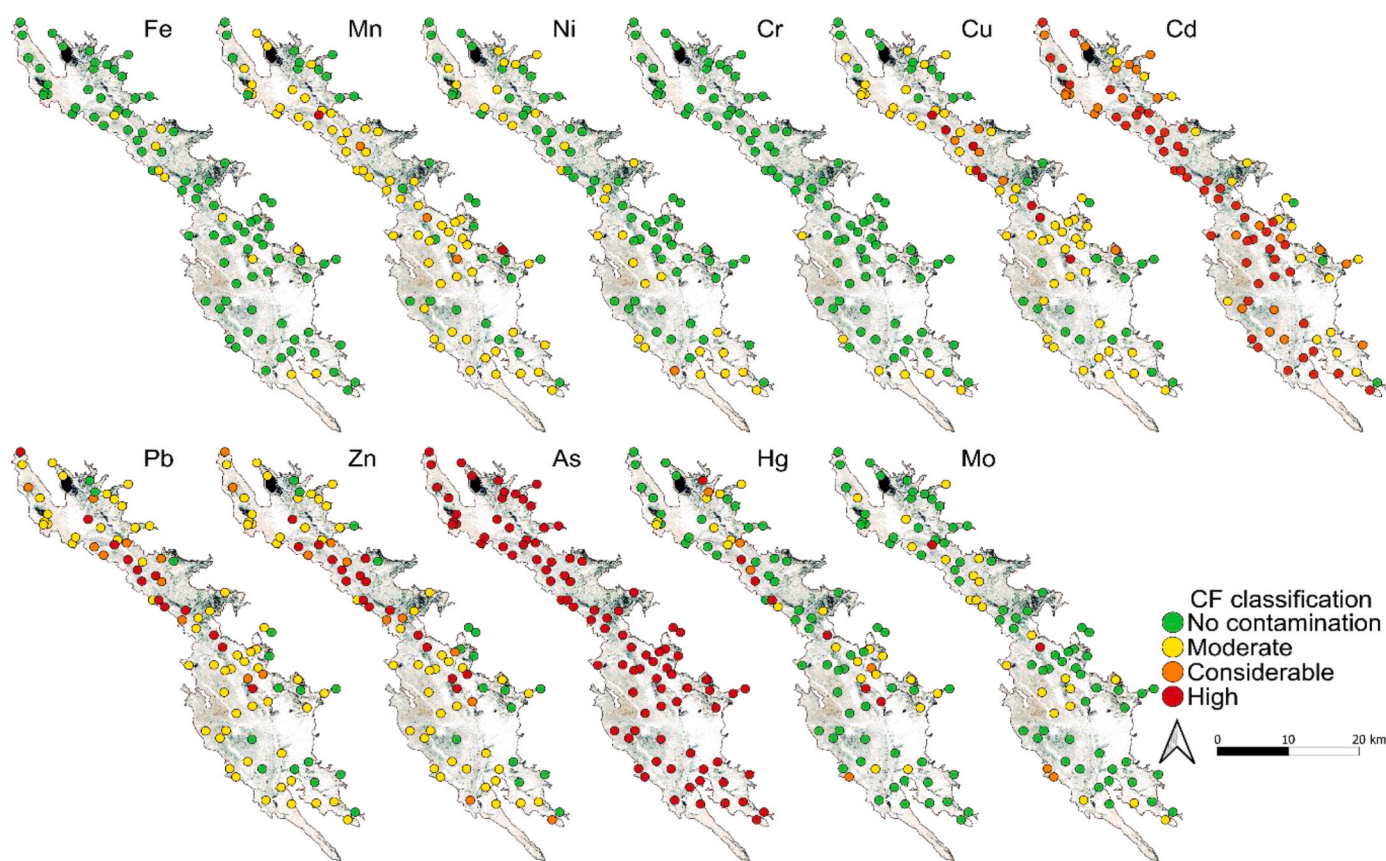 Fe
Mn
Ni
Cr
Cu
Cd
Pb
Zn
As
Hg
Mo
CF classification
No contamination
Moderate
Considerable
High
0 10 20 km